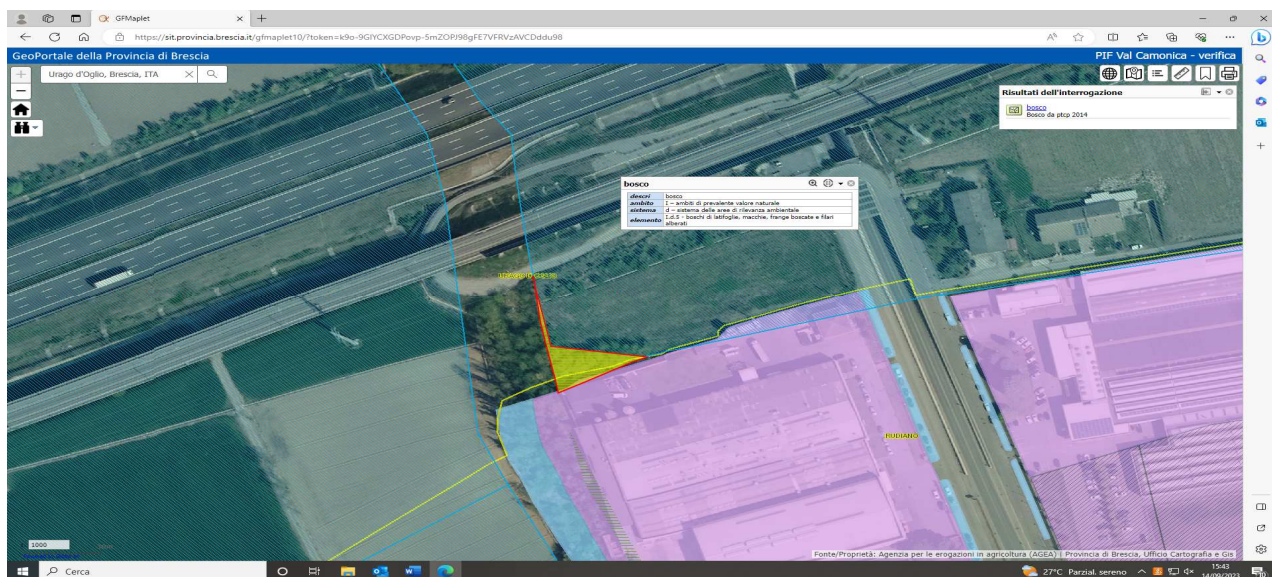 GFMaplet
https://sit.provincia.brescia.it/gfmaplet10/?token=k9o-9GIYCXGDPovp-5mZOPJ98gFE7VFRVzAVCDddu98
GeoPortale della Provincia di Brescia
PIF Val Camonica - verifica
Urago d'Oglio, Brescia, ITA
Risultati dell'interrogazione
bosco
Bosco da ptcp 2014
bosco
descri bosco
ambito I – ambiti di prevalente valore naturale
sistema d – sistema delle aree di rilevanza ambientale
elemento I.d.5 - boschi di latifoglie, macchie, frange boscate e filari
alberati
RUDIANO
1000
Fonte/Proprietà: Agenzia per le erogazioni in agricoltura (AGEA) | Provincia di Brescia, Ufficio Cartografia e Gis
Cerca
27°C Parzial. sereno
15:43
14/09/2023